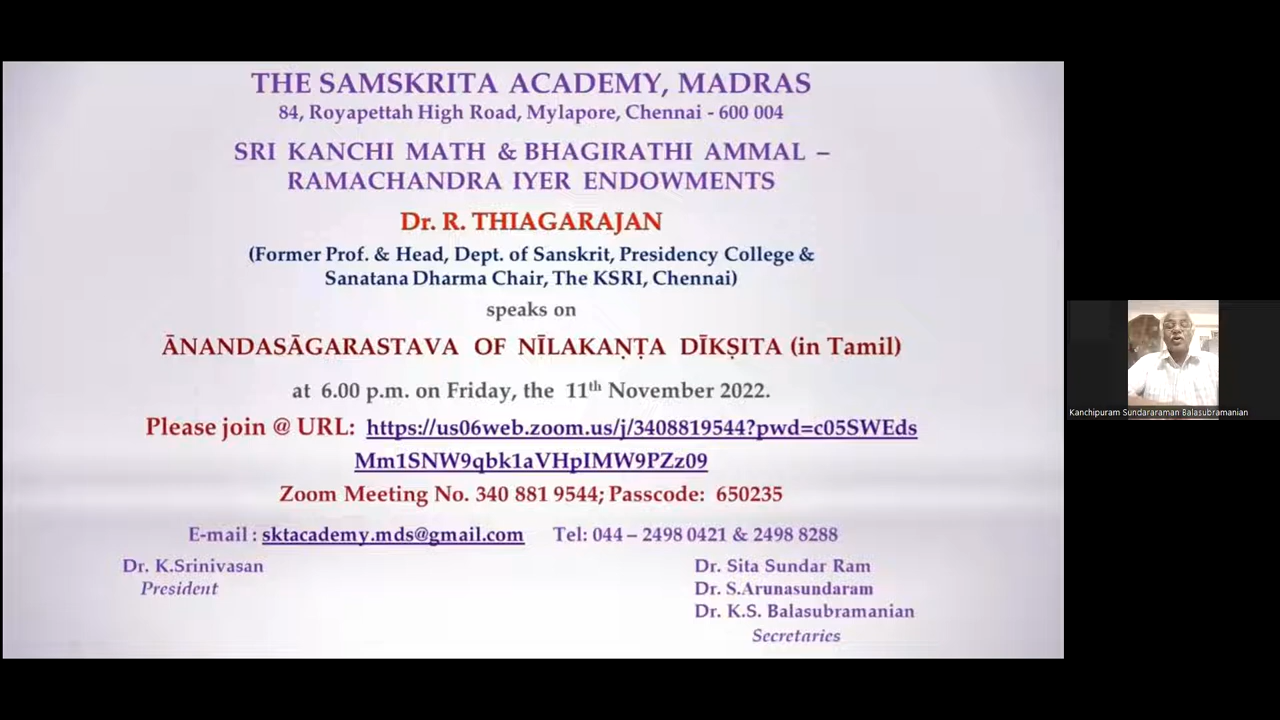 THE SAMSKRITA ACADEMY, MADRAS
84, Royapettah High Road, Mylapore, Chennai - 600 004
SRI KANCHI MATH & BHAGIRATHI AMMAL –
RAMACHANDRA IYER ENDOWMENTS
Dr. R. THIAGARAJAN
(Former Prof. & Head, Dept. of Sanskrit, Presidency College &
Sanatana Dharma Chair, The KSRI, Chennai)
speaks on
ĀNANDASĀGARASTAVA OF NĪLAKAṆṬA DĪKṢITA (in Tamil)
at 6.00 p.m. on Friday, the 11th November 2022.
Please join @ URL: https://us06web.zoom.us/j/3408819544?pwd=c05SWEds
Mm1SNW9qbk1aVHpIMW9PZz09
Zoom Meeting No. 340 881 9544; Passcode: 650235
E-mail : sktacademy.mds@gmail.com Tel: 044 – 2498 0421 & 2498 8288
Dr. K.Srinivasan
President
Dr. Sita Sundar Ram
Dr. S.Arunasundaram
Dr. K.S. Balasubramanian
Secretaries
Kanchipuram Sundararaman Balasubramanian